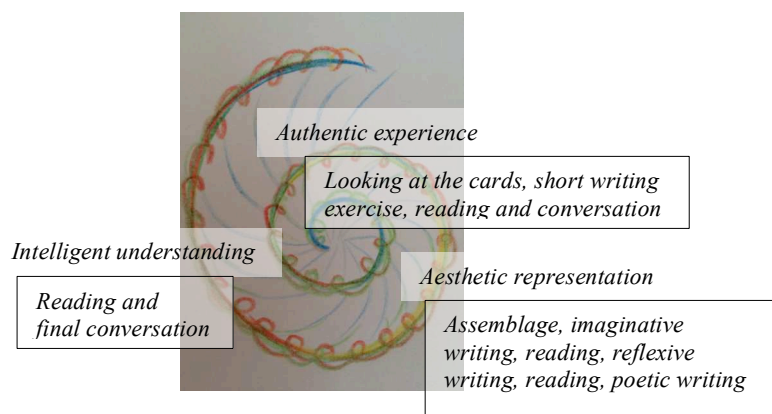 Authentic experience
Looking at the cards, short writing
exercise, reading and conversation
Intelligent understanding
Reading and
final conversation
Aesthetic representation
Assemblage, imaginative
writing, reading, reflexive
writing, reading, poetic writing